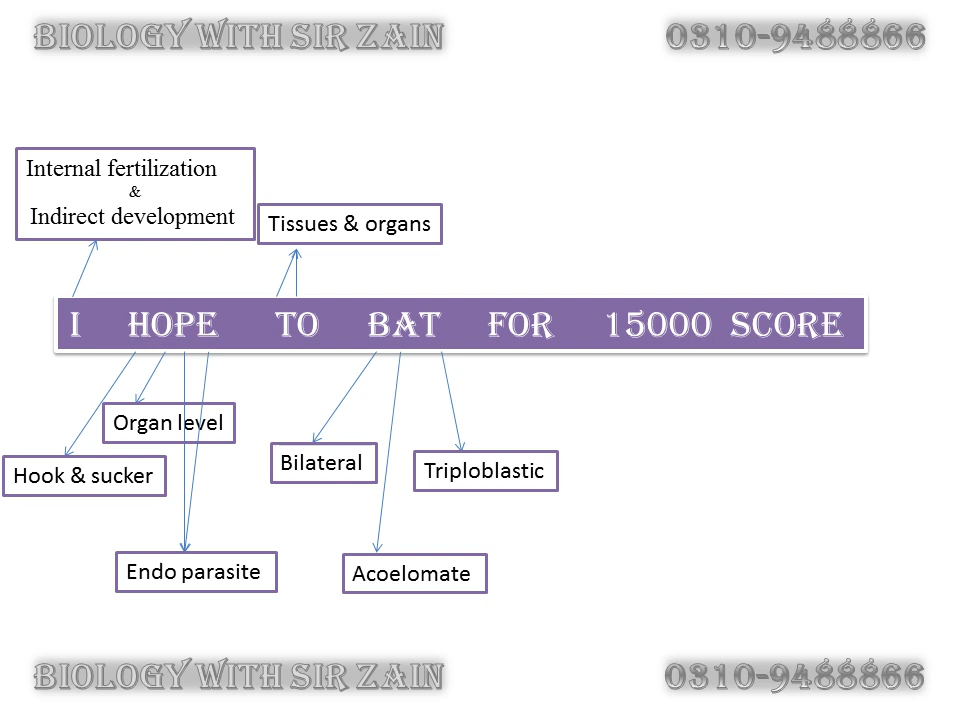 BIOLOGY WITH SIR ZAIN 0310-9488866
Internal fertilization
&
Indirect development
Tissues & organs
I HOPE TO BAT FOR 15000 SCORE
Organ level
Hook & sucker
Bilateral
Triploblastic
Endo parasite
Acoelomate
BIOLOGY WITH SIR ZAIN 0310-9488866